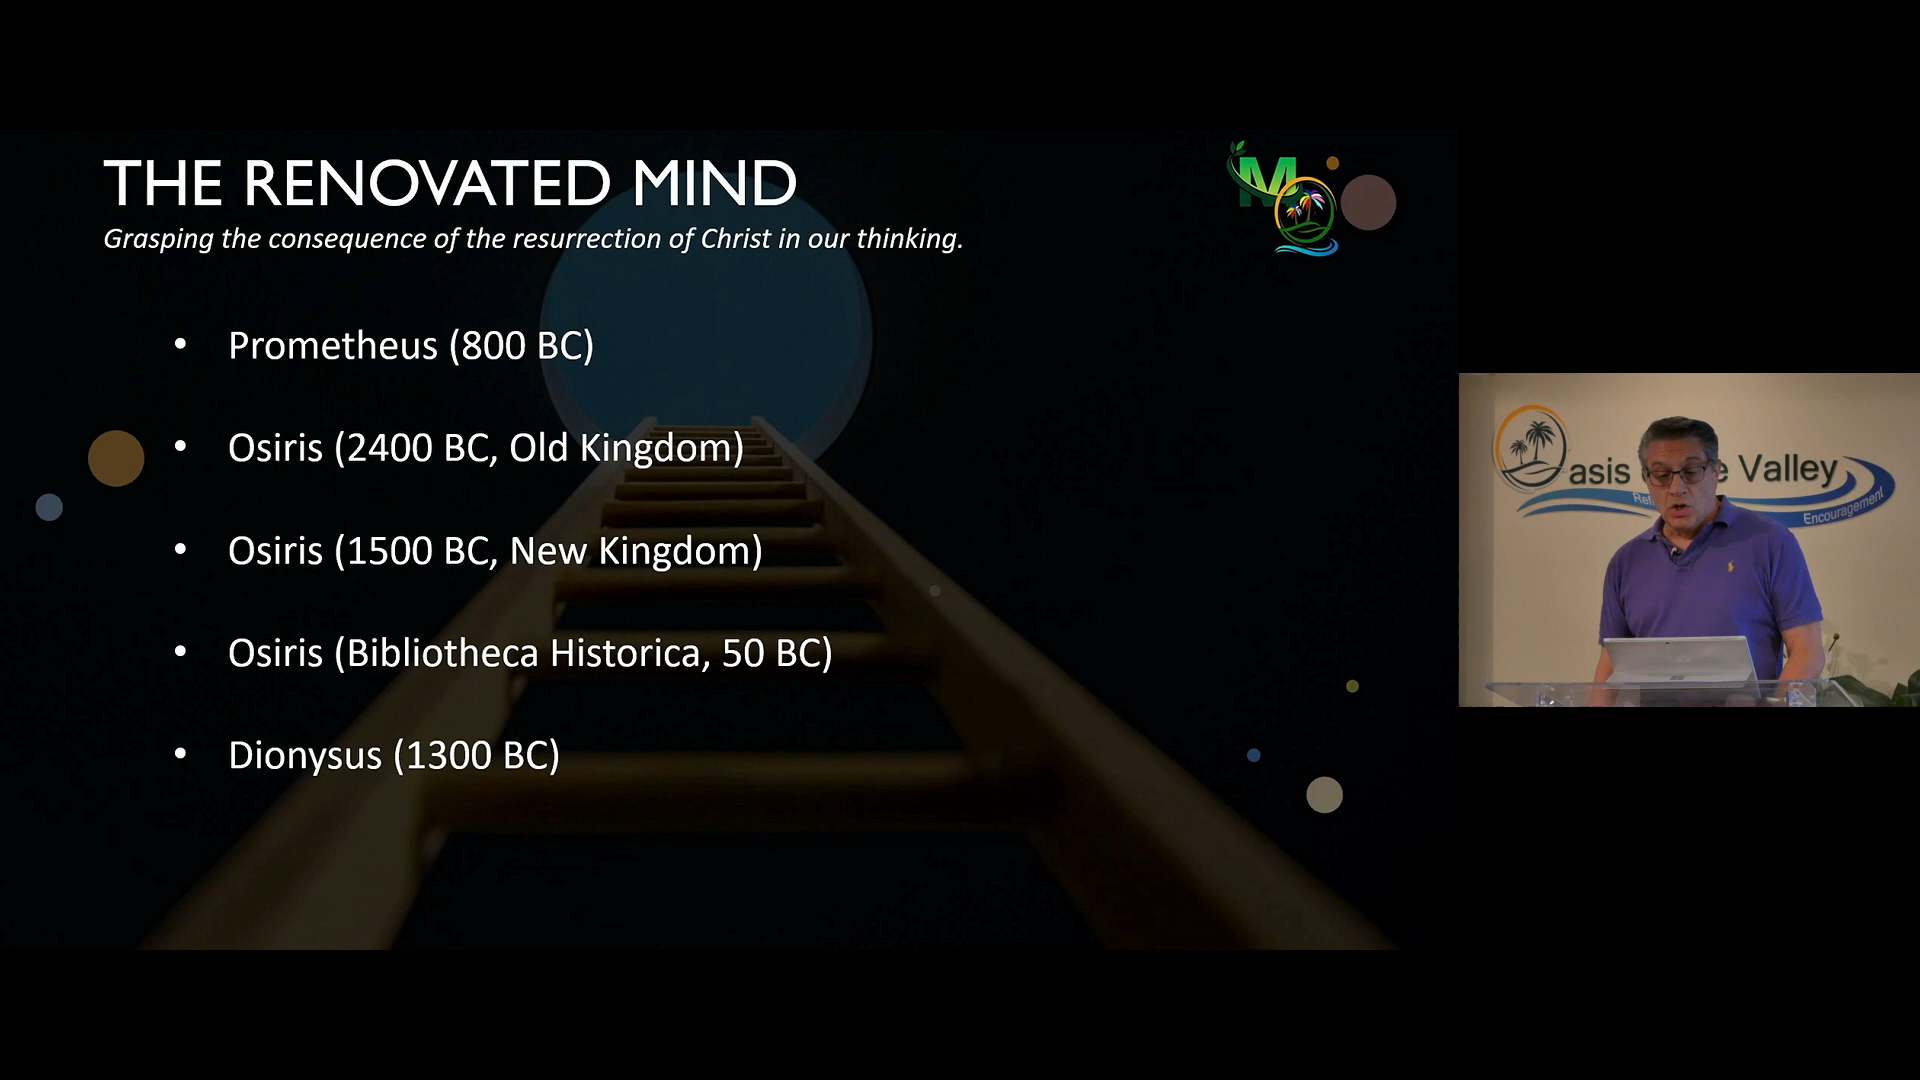 THE RENOVATED MIND
Grasping the consequence of the resurrection of Christ in our thinking.
M
• Prometheus (800 BC)
• Osiris (2400 BC, Old Kingdom)
• Osiris (1500 BC, New Kingdom)
• Osiris (Bibliotheca Historica, 50 BC)
• Dionysus (1300 BC)
asis e Valley
Encouragement